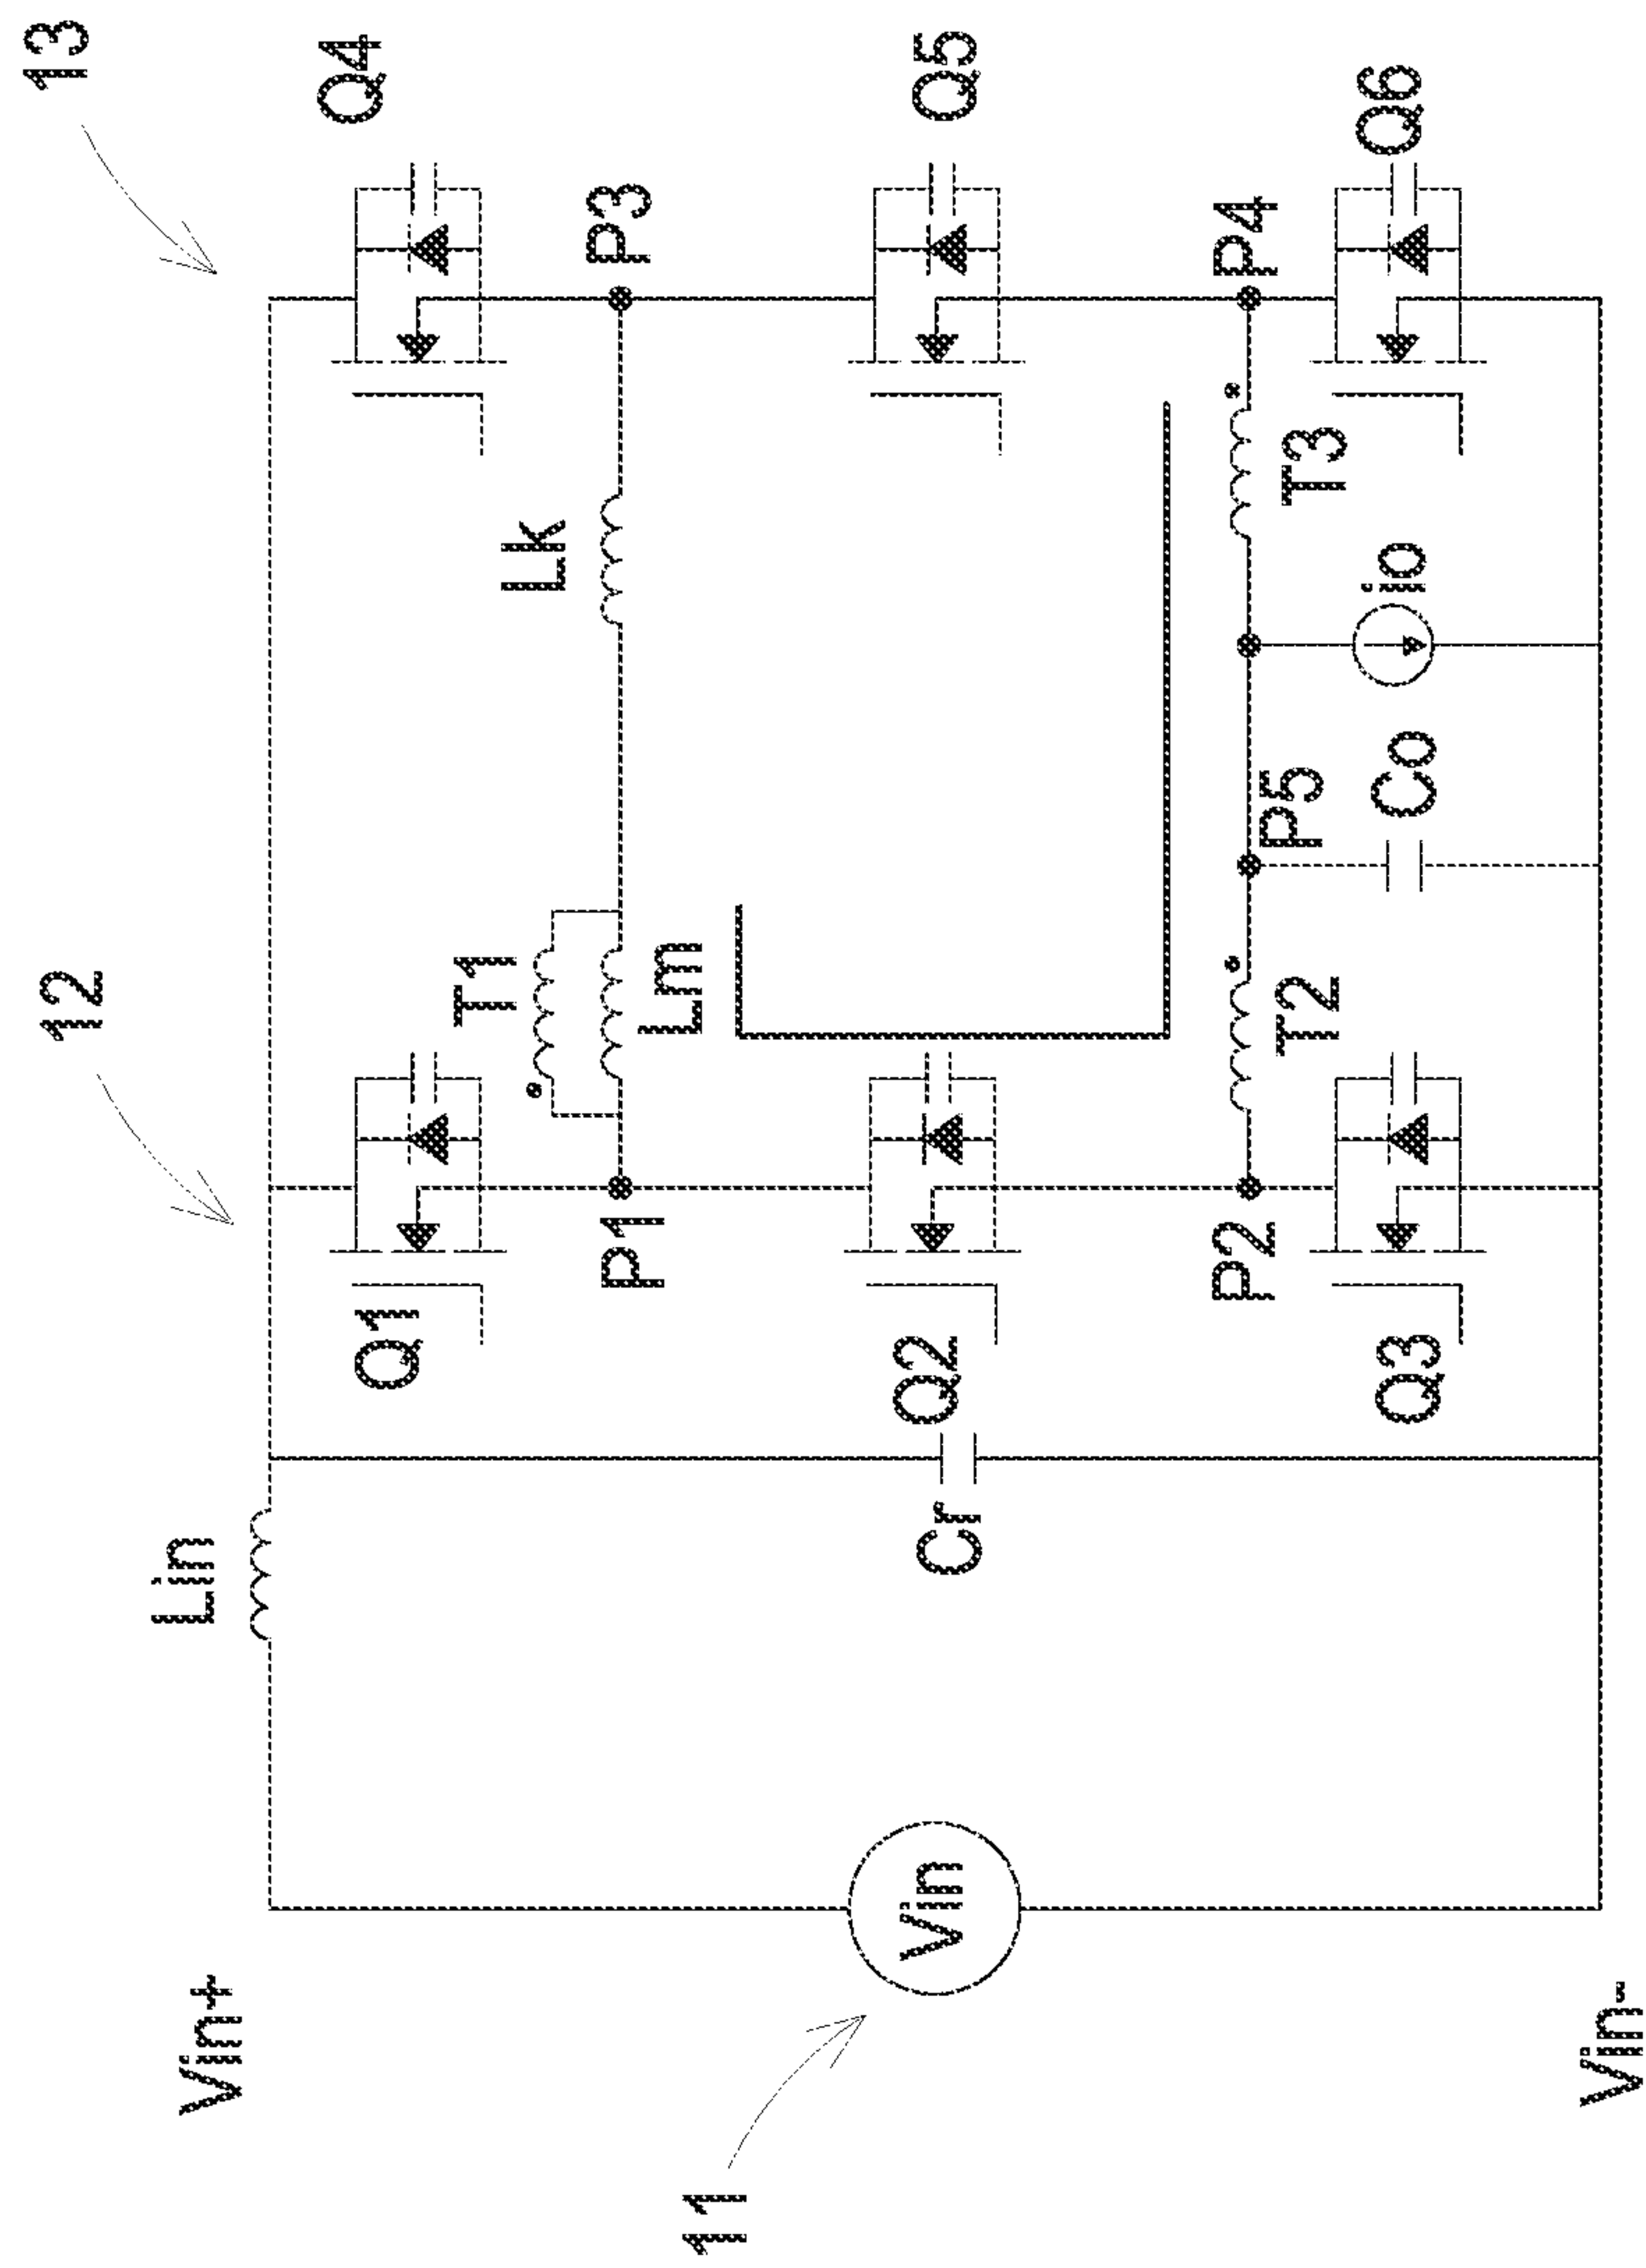 12
13
Vin+
Lin
Q1
T1
Lk
Q4
P1
Lm
P3
11
Vin
Cr
Q2
Q5
P2
T2
P5
T3
P4
Q3
Co
io
Q6
Vin-